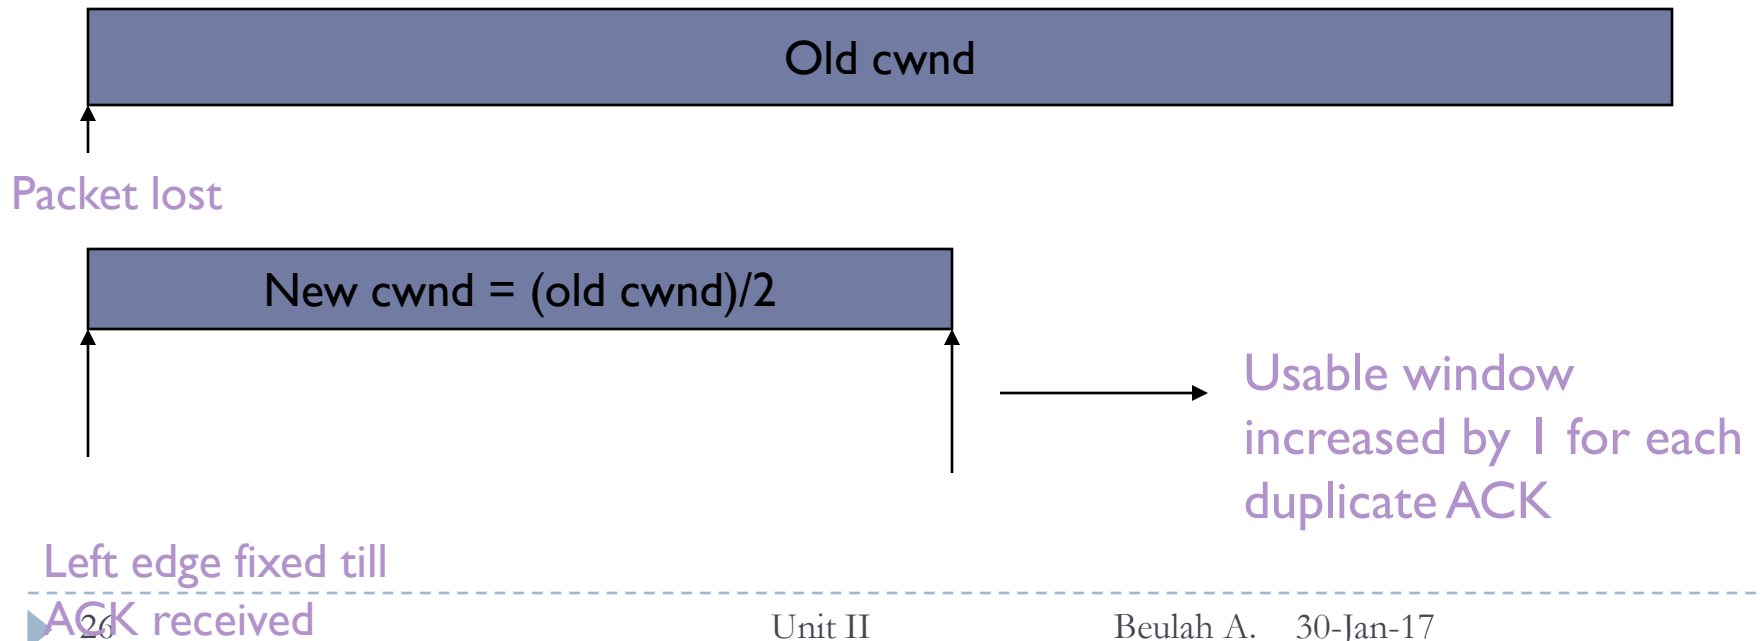 Old cwnd
Packet lost
New cwnd = (old cwnd)/2
Usable window
increased by 1 for each
duplicate ACK
Left edge fixed till
ACK received
26
Unit II
Beulah A.
30-Jan-17